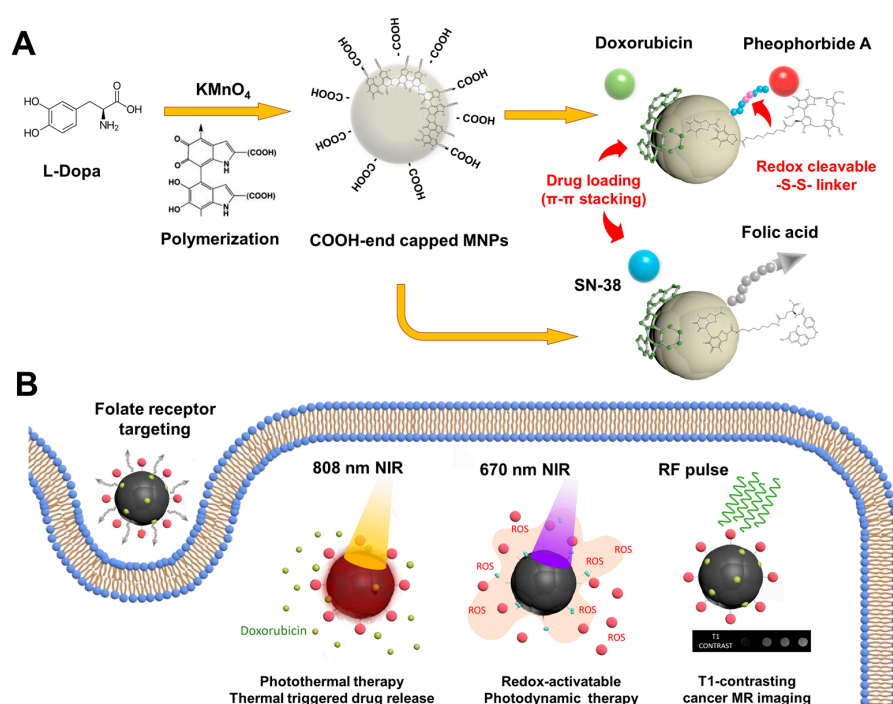 A
L-Dopa
HO
HO
O
OH
NH₂
KMnO₄
O
O
N
H
(COOH)
HO
HO
N
H
(COOH)
Polymerization
COOH
COOH
COOH
COOH
COOH
COOH
COOH
COOH
COOH
COOH
COOH
COOH-end capped MNPs
Doxorubicin
Pheophorbide A
Drug loading
(π-π stacking)
Redox cleavable
-S-S- linker
SN-38
Folic acid
B
Folate receptor
targeting
808 nm NIR
Doxorubicin
Photothermal therapy
Thermal triggered drug release
670 nm NIR
ROS
ROS
ROS
ROS
ROS
ROS
ROS
Redox-activatable
Photodynamic therapy
RF pulse
T1
CONTRAST
T1-contrasting
cancer MR imaging